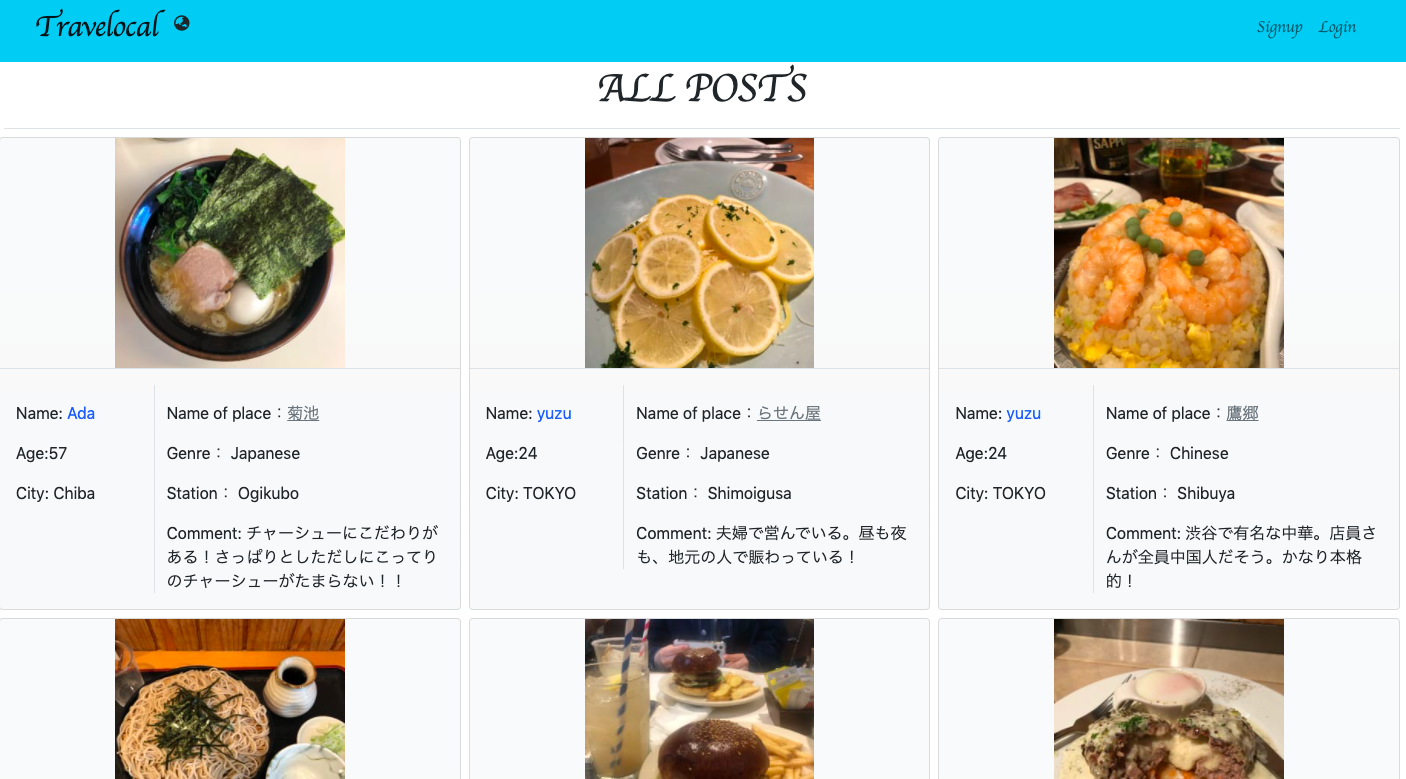 Travelocal
Signup Login
ALL POSTS
Name: Ada
Age:57
City: Chiba
Name of place：菊池
Genre： Japanese
Station： Ogikubo
Comment: チャーシューにこだわりが
ある！さっぱりとしただしにこってり
のチャーシューがたまらない！！
Name: yuzu
Age:24
City: TOKYO
Name of place：らせん屋
Genre： Japanese
Station： Shimoigusa
Comment: 夫婦で営んでいる。昼も夜
も、地元の人で賑わっている！
SAPP
Name: yuzu
Age:24
City: TOKYO
Name of place：鷹郷
Genre： Chinese
Station： Shibuya
Comment: 渋谷で有名な中華。店員さ
んが全員中国人だそう。かなり本格
的！